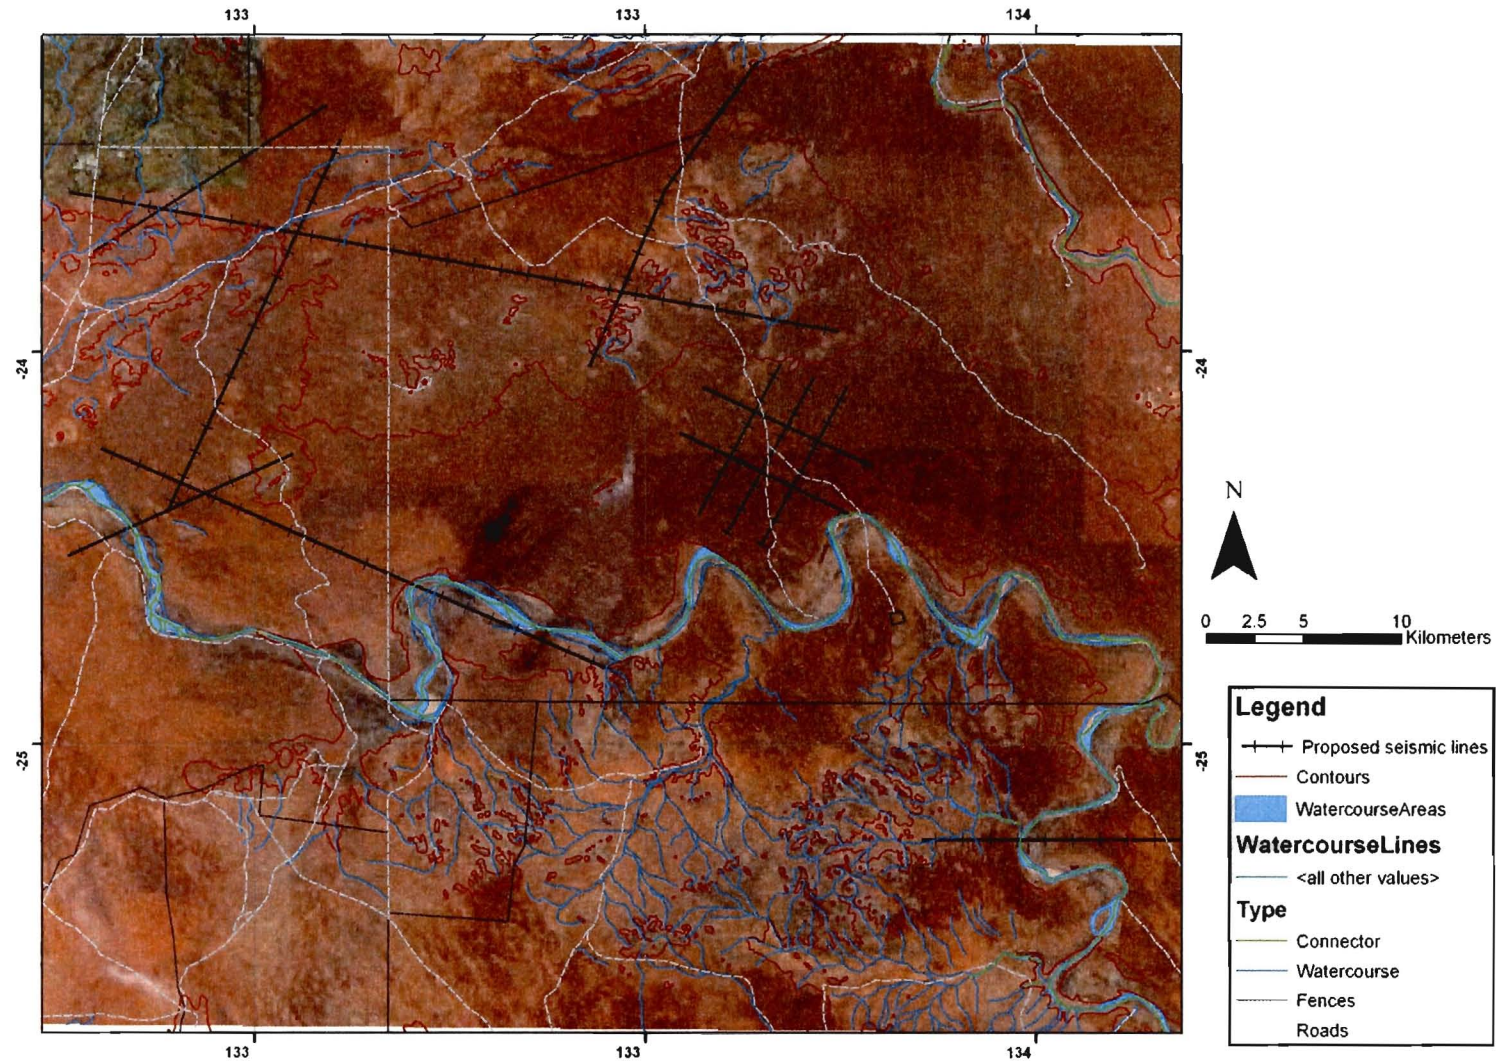 133 133 134
-24 -24
N
0 2.5 5 10
Kilometers
Legend
Proposed seismic lines
Contours
WatercourseAreas
-25 -25
WatercourseLines
<all other values>
Type
Connector
Watercourse
Fences
Roads
133 133 134